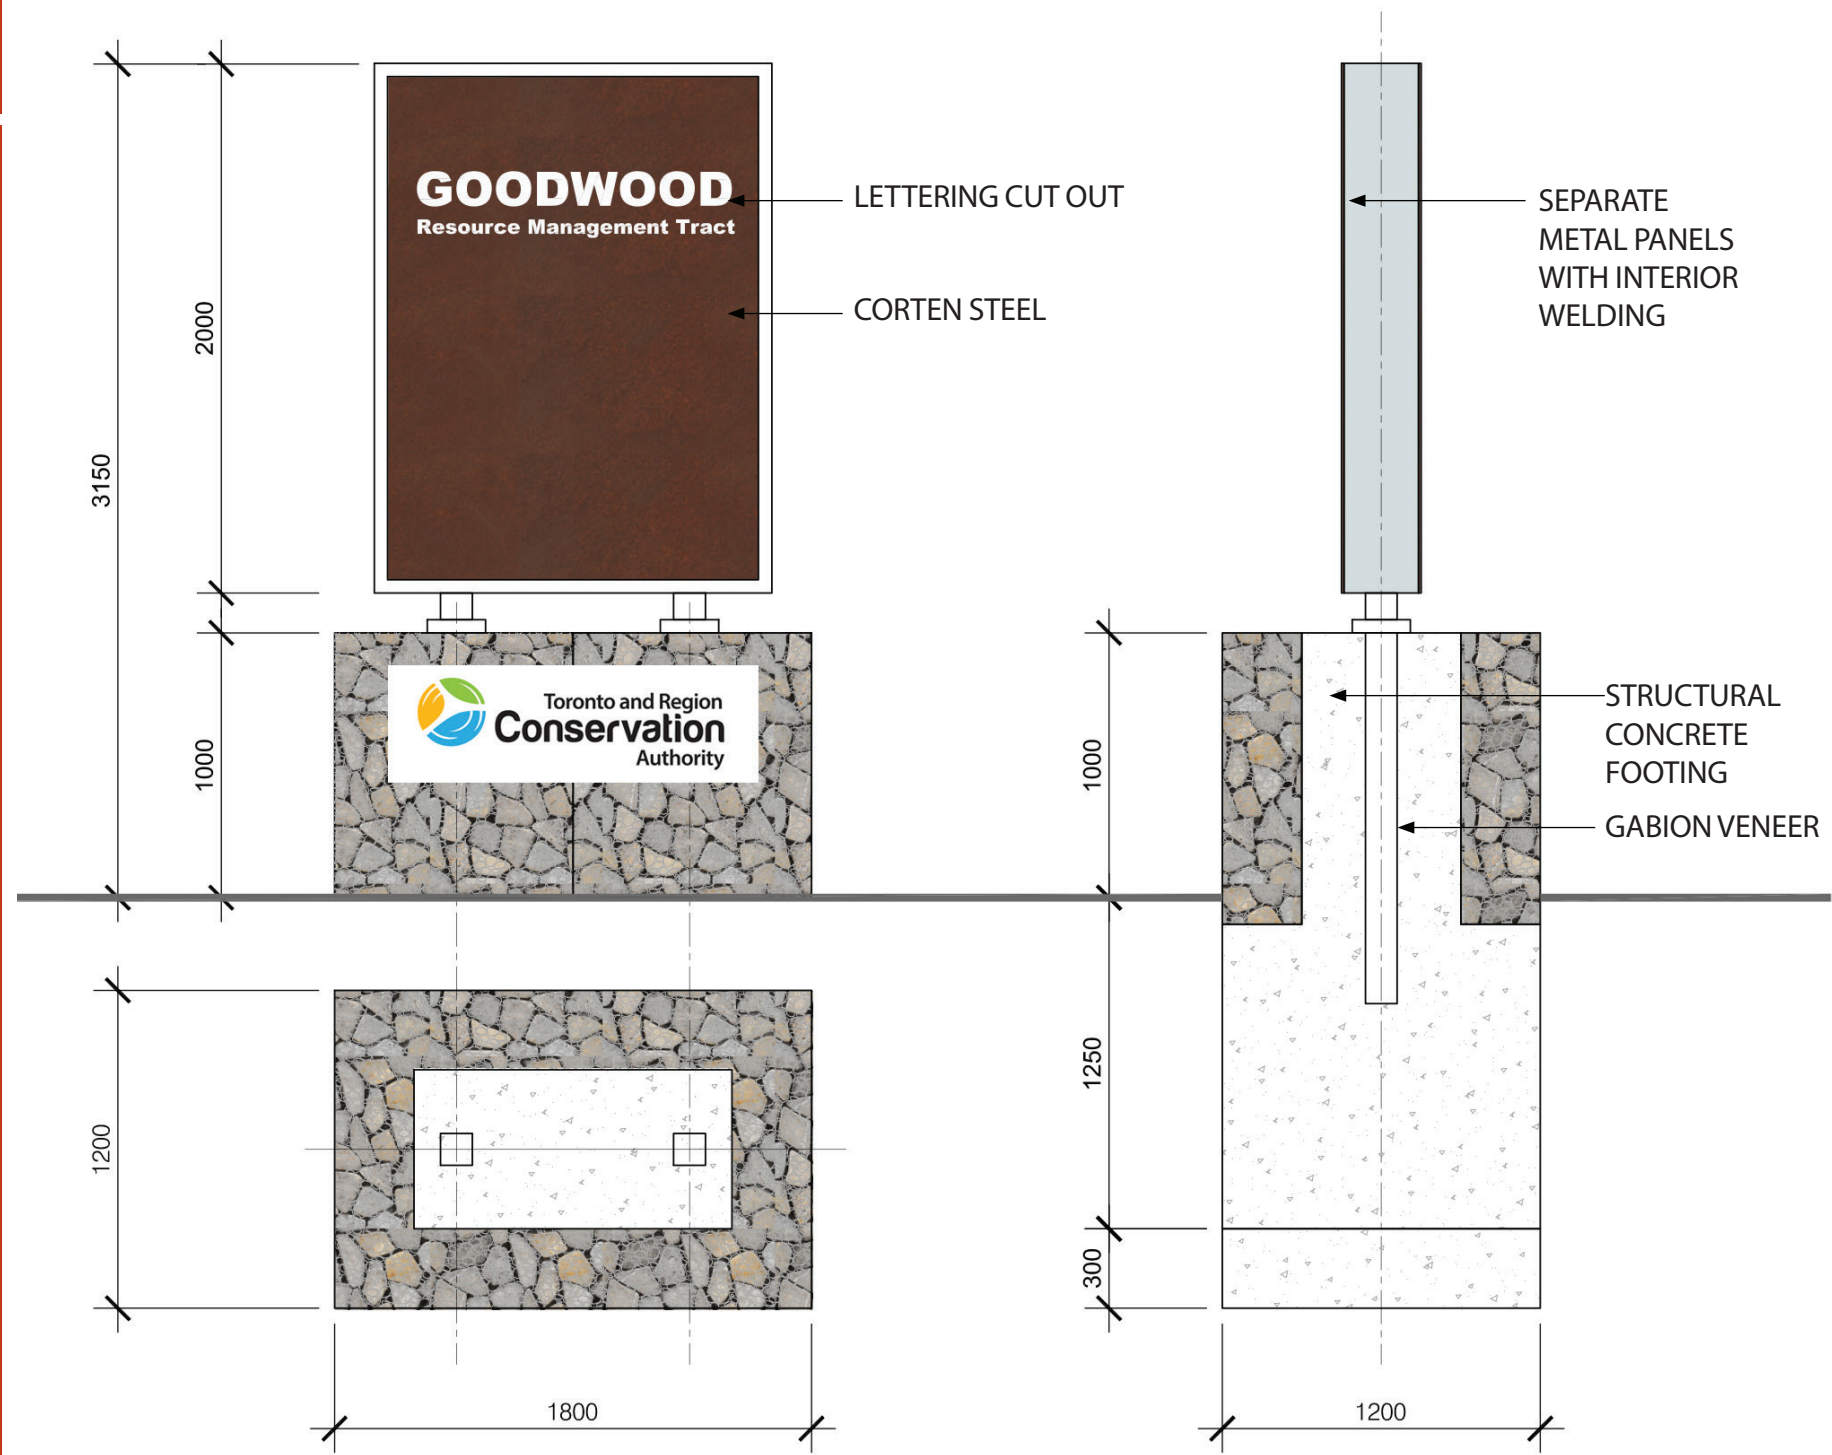 GOODWOOD
Resource Management Tract
LETTERING CUT OUT
CORTEN STEEL
SEPARATE
METAL PANELS
WITH INTERIOR
WELDING
2000
3150
1000
Toronto and Region
Conservation
Authority
1000
STRUCTURAL
CONCRETE
FOOTING
GABION VENEER
1250
1200
300
1800
1200